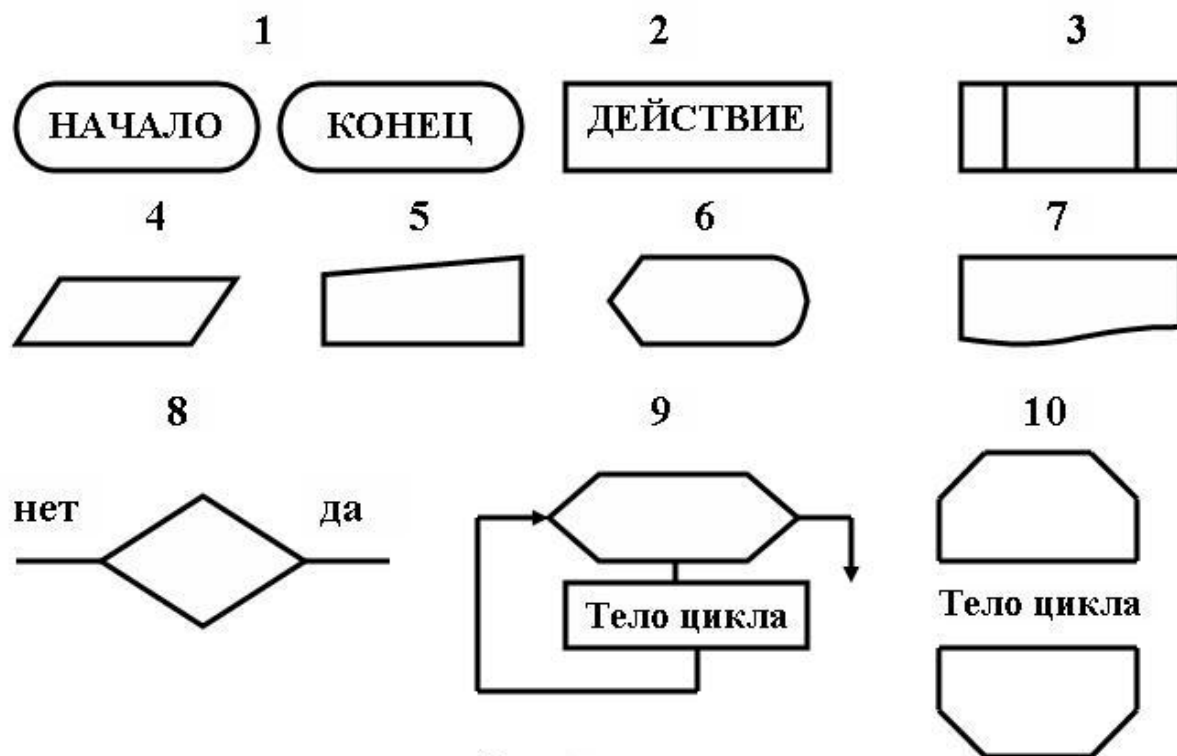 1 2 3
НАЧАЛО КОНЕЦ ДЕЙСТВИЕ
4 5 6 7
8 9 10
нет да
Тело цикла
Тело цикла